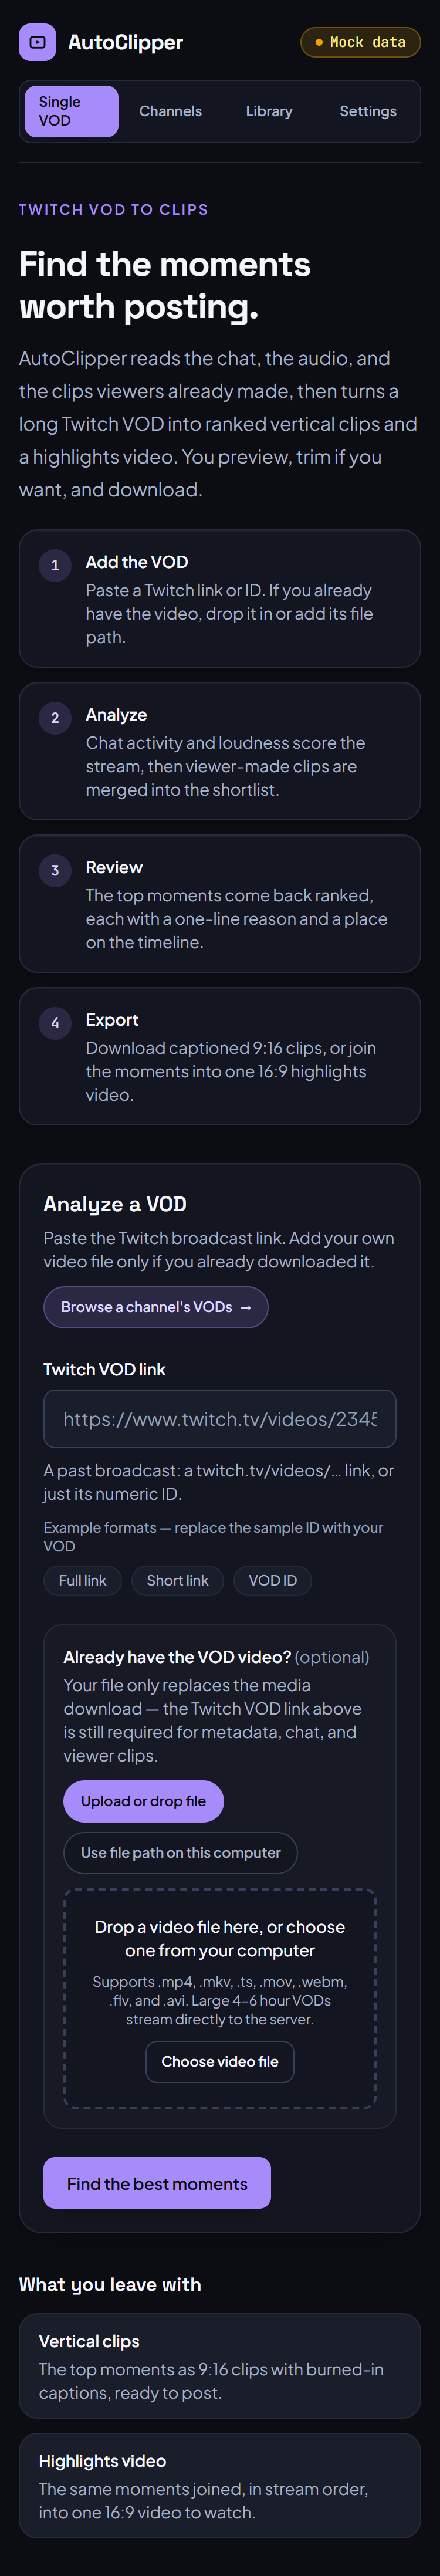 AutoClipper
Mock data
Single
VOD
Channels
Library
Settings
TWITCH VOD TO CLIPS
Find the moments
worth posting.
AutoClipper reads the chat, the audio, and
the clips viewers already made, then turns a
long Twitch VOD into ranked vertical clips and
a highlights video. You preview, trim if you
want, and download.
1
Add the VOD
Paste a Twitch link or ID. If you already
have the video, drop it in or add its file
path.
2
Analyze
Chat activity and loudness score the
stream, then viewer-made clips are
merged into the shortlist.
3
Review
The top moments come back ranked,
each with a one-line reason and a place
on the timeline.
4
Export
Download captioned 9:16 clips, or join
the moments into one 16:9 highlights
video.
Analyze a VOD
Paste the Twitch broadcast link. Add your own
video file only if you already downloaded it.
Browse a channel's VODs →
Twitch VOD link
https://www.twitch.tv/videos/2345
A past broadcast: a twitch.tv/videos/… link, or
just its numeric ID.
Example formats — replace the sample ID with your
VOD
Full link
Short link
VOD ID
Already have the VOD video? (optional)
Your file only replaces the media
download — the Twitch VOD link above
is still required for metadata, chat, and
viewer clips.
Upload or drop file
Use file path on this computer
Drop a video file here, or choose
one from your computer
Supports .mp4, .mkv, .ts, .mov, .webm,
.flv, and .avi. Large 4–6 hour VODs
stream directly to the server.
Choose video file
Find the best moments
What you leave with
Vertical clips
The top moments as 9:16 clips with burned-in
captions, ready to post.
Highlights video
The same moments joined, in stream order,
into one 16:9 video to watch.